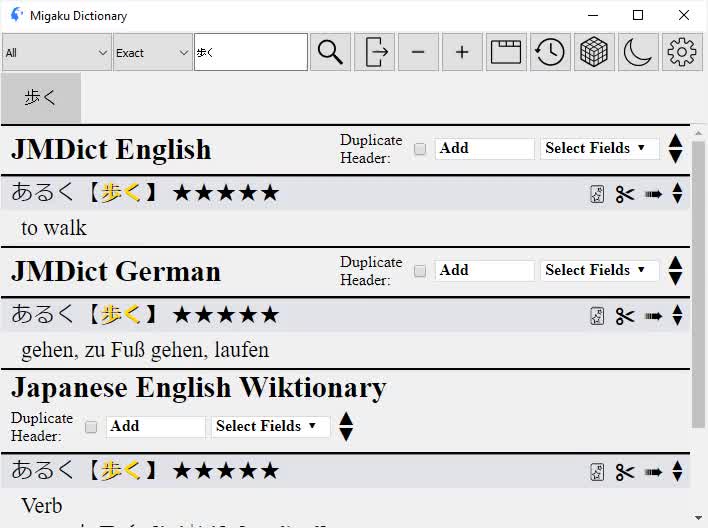 Migaku Dictionary
All Exact 歩く
歩く
JMDict English Duplicate Header: Add Select Fields
あるく【歩く】★★★★★
to walk
JMDict German Duplicate Header: Add Select Fields
あるく【歩く】★★★★★
gehen, zu Fuß gehen, laufen
Japanese English Wiktionary
Duplicate Header: Add Select Fields
あるく【歩く】★★★★★
Verb